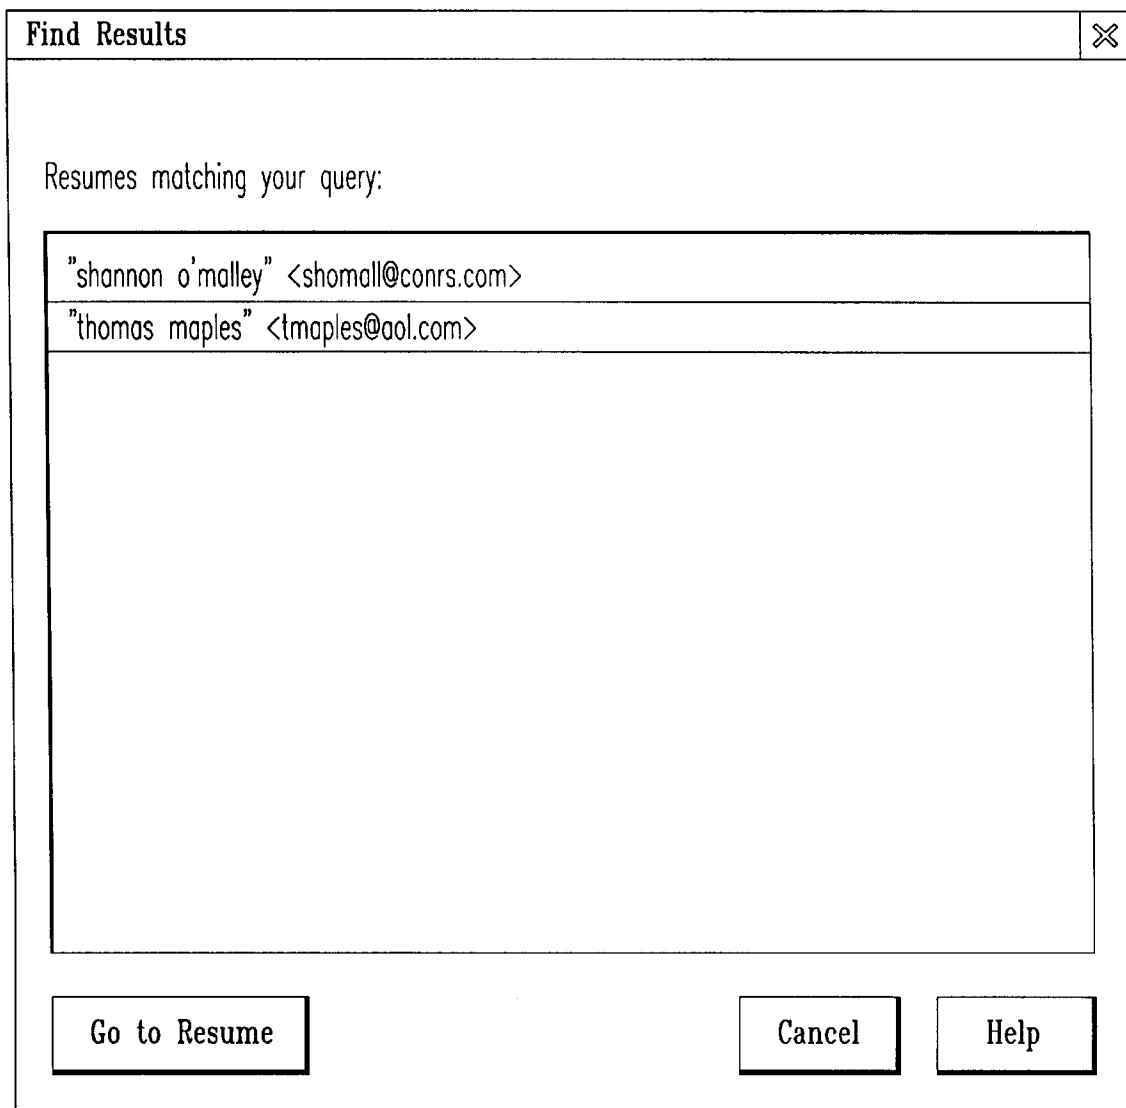 Find Results
Resumes matching your query:
"shannon o'malley" <shomall@conrs.com>
"thomas maples" <tmaples@aol.com>
Go to Resume Cancel Help